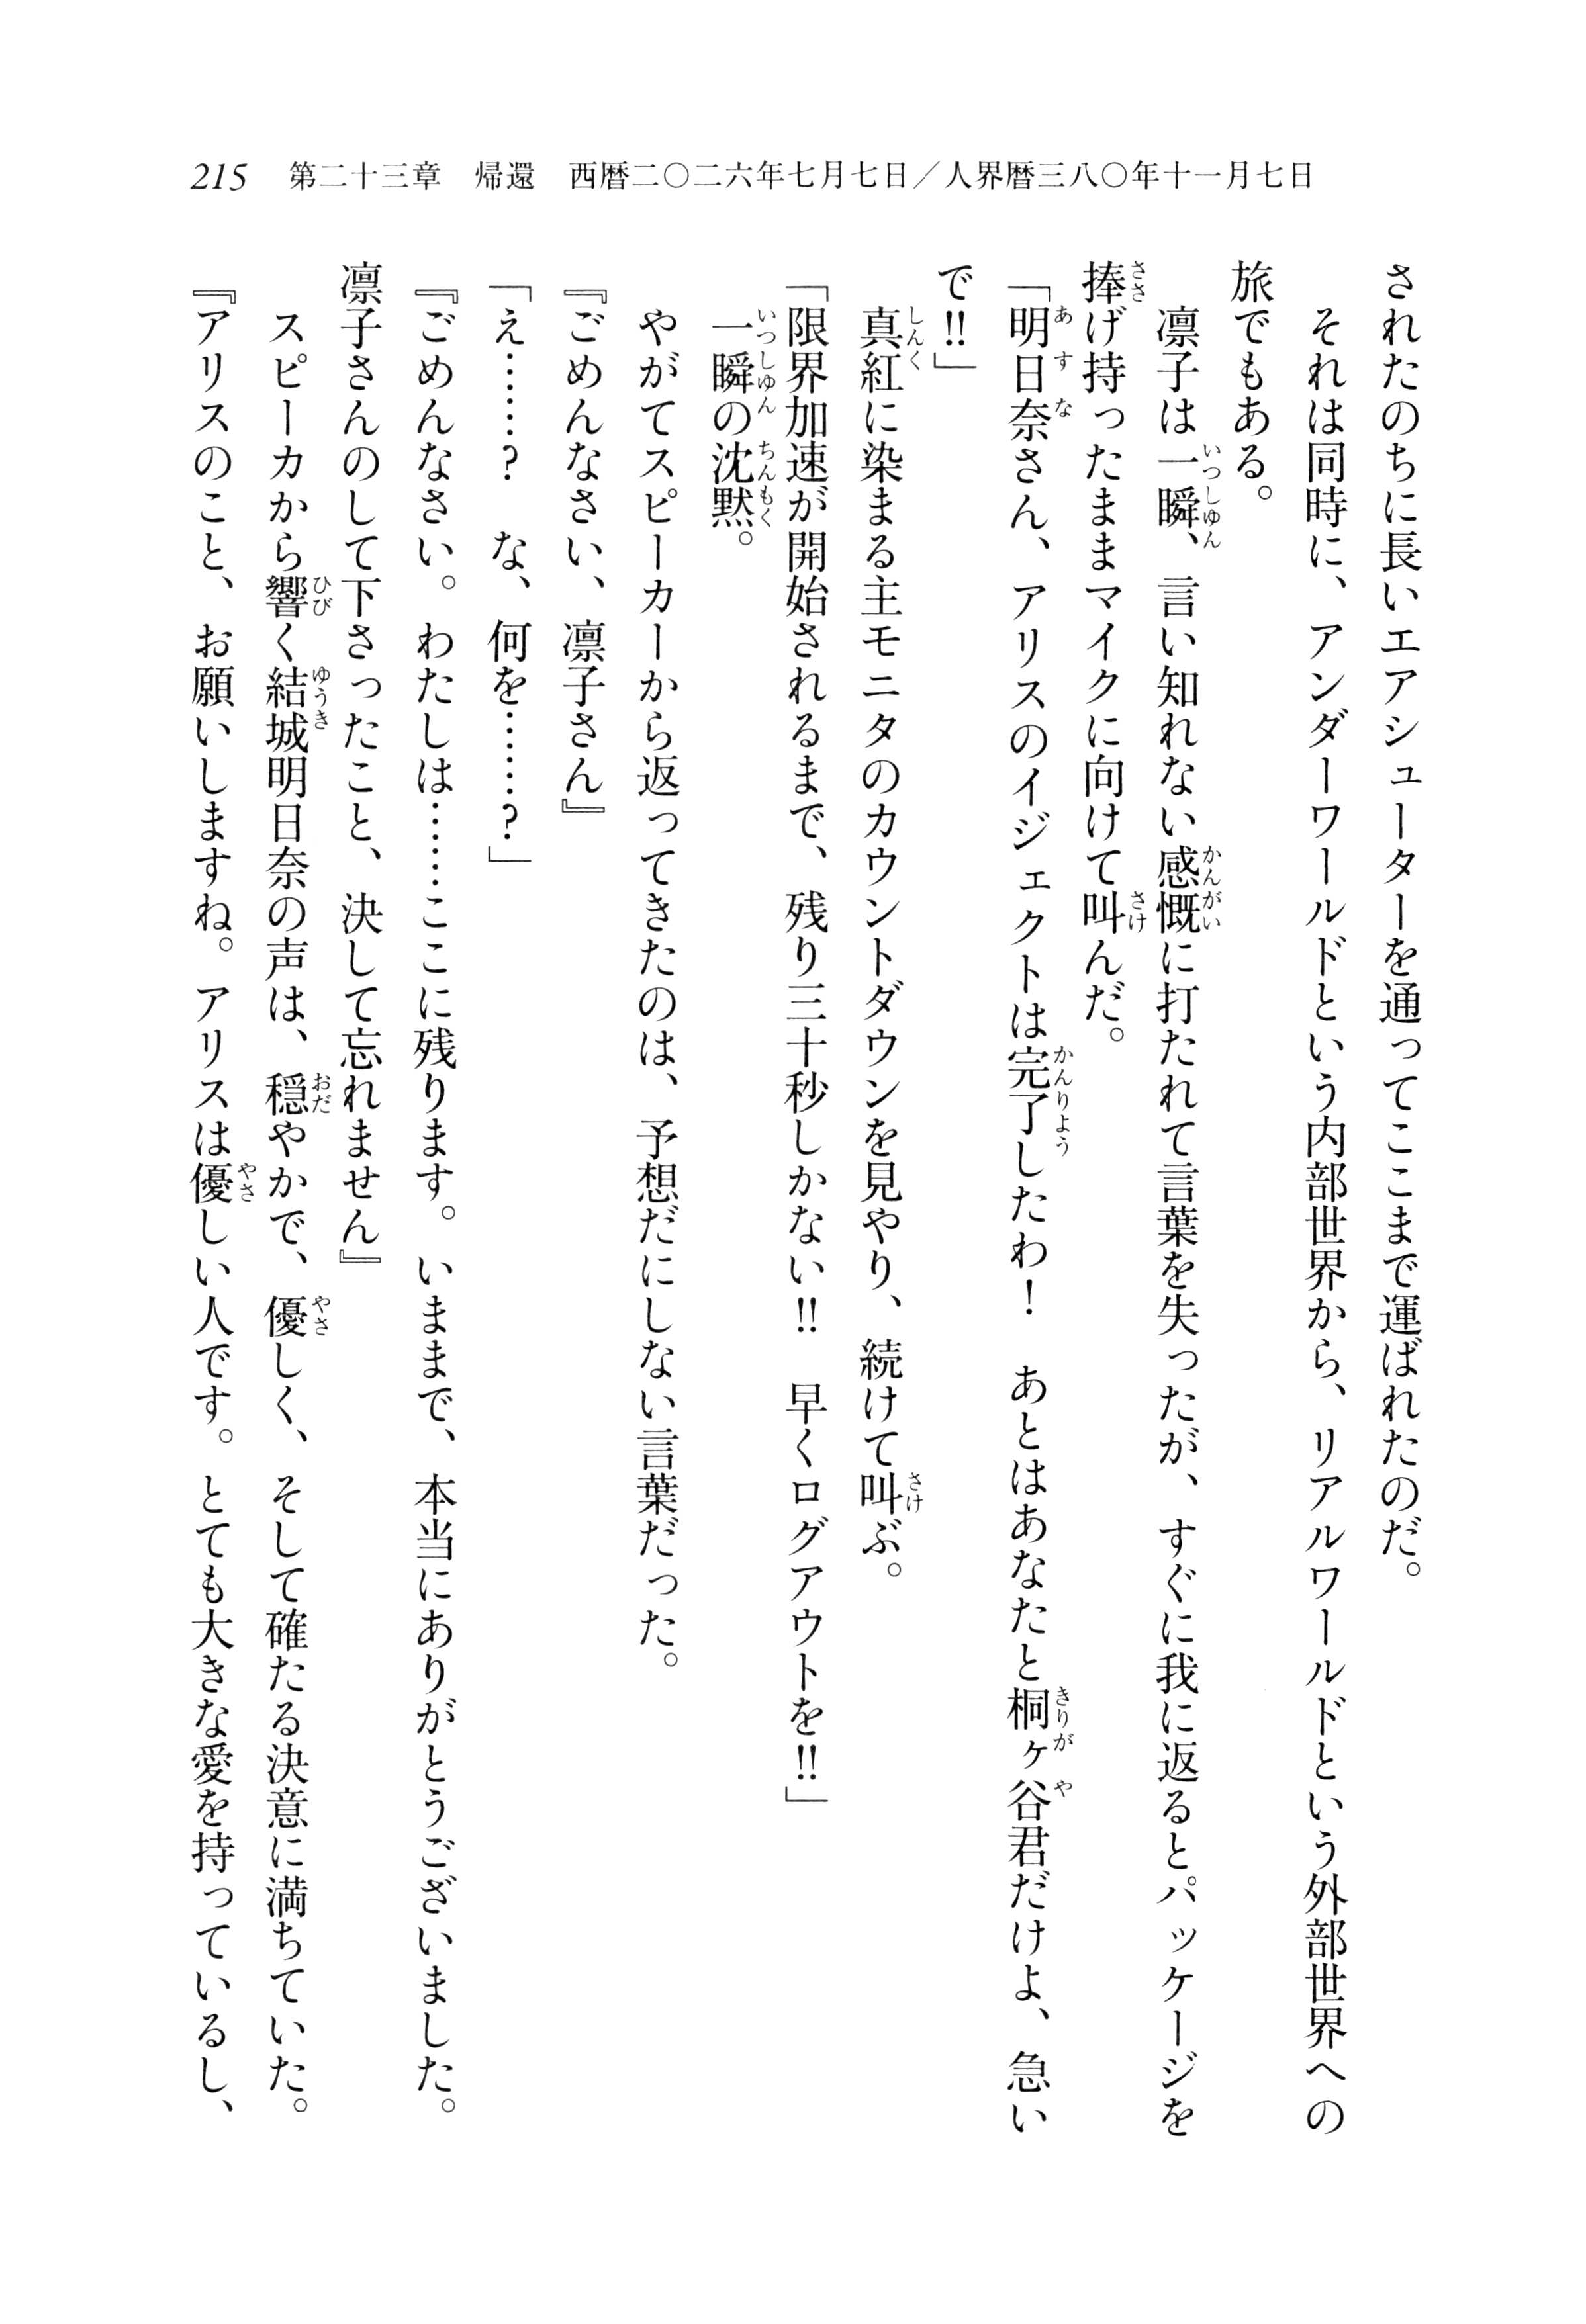 215　第二十三章　帰還　西暦二〇二六年七月七日／人界暦三八〇年十一月七日
されたのちに長いエアシューターを通ってここまで運ばれたのだ。
　それは同時に、アンダーワールドという内部世界から、リアルワールドという外部世界への
旅でもある。
　凛子は一瞬、言い知れない感慨に打たれて言葉を失ったが、すぐに我に返るとパッケージを
捧げ持ったままマイクに向けて叫んだ。
「明日奈さん、アリスのイジェクトは完了したわ！　あとはあなたと桐ヶ谷君だけよ、急い
で!!」
　真紅に染まる主モニタのカウントダウンを見やり、続けて叫ぶ。
「限界加速が開始されるまで、残り三十秒しかない!!　早くログアウトを!!」
　一瞬の沈黙。
　やがてスピーカーから返ってきたのは、予想だにしない言葉だった。
『ごめんなさい、凛子さん』
「え……？　な、何を……？」
『ごめんなさい。わたしは……ここに残ります。いままで、本当にありがとうございました。
凛子さんのして下さったこと、決して忘れません』
　スピーカから響く結城明日奈の声は、穏やかで、優しく、そして確たる決意に満ちていた。
『アリスのこと、お願いしますね。アリスは優しい人です。とても大きな愛を持っているし、